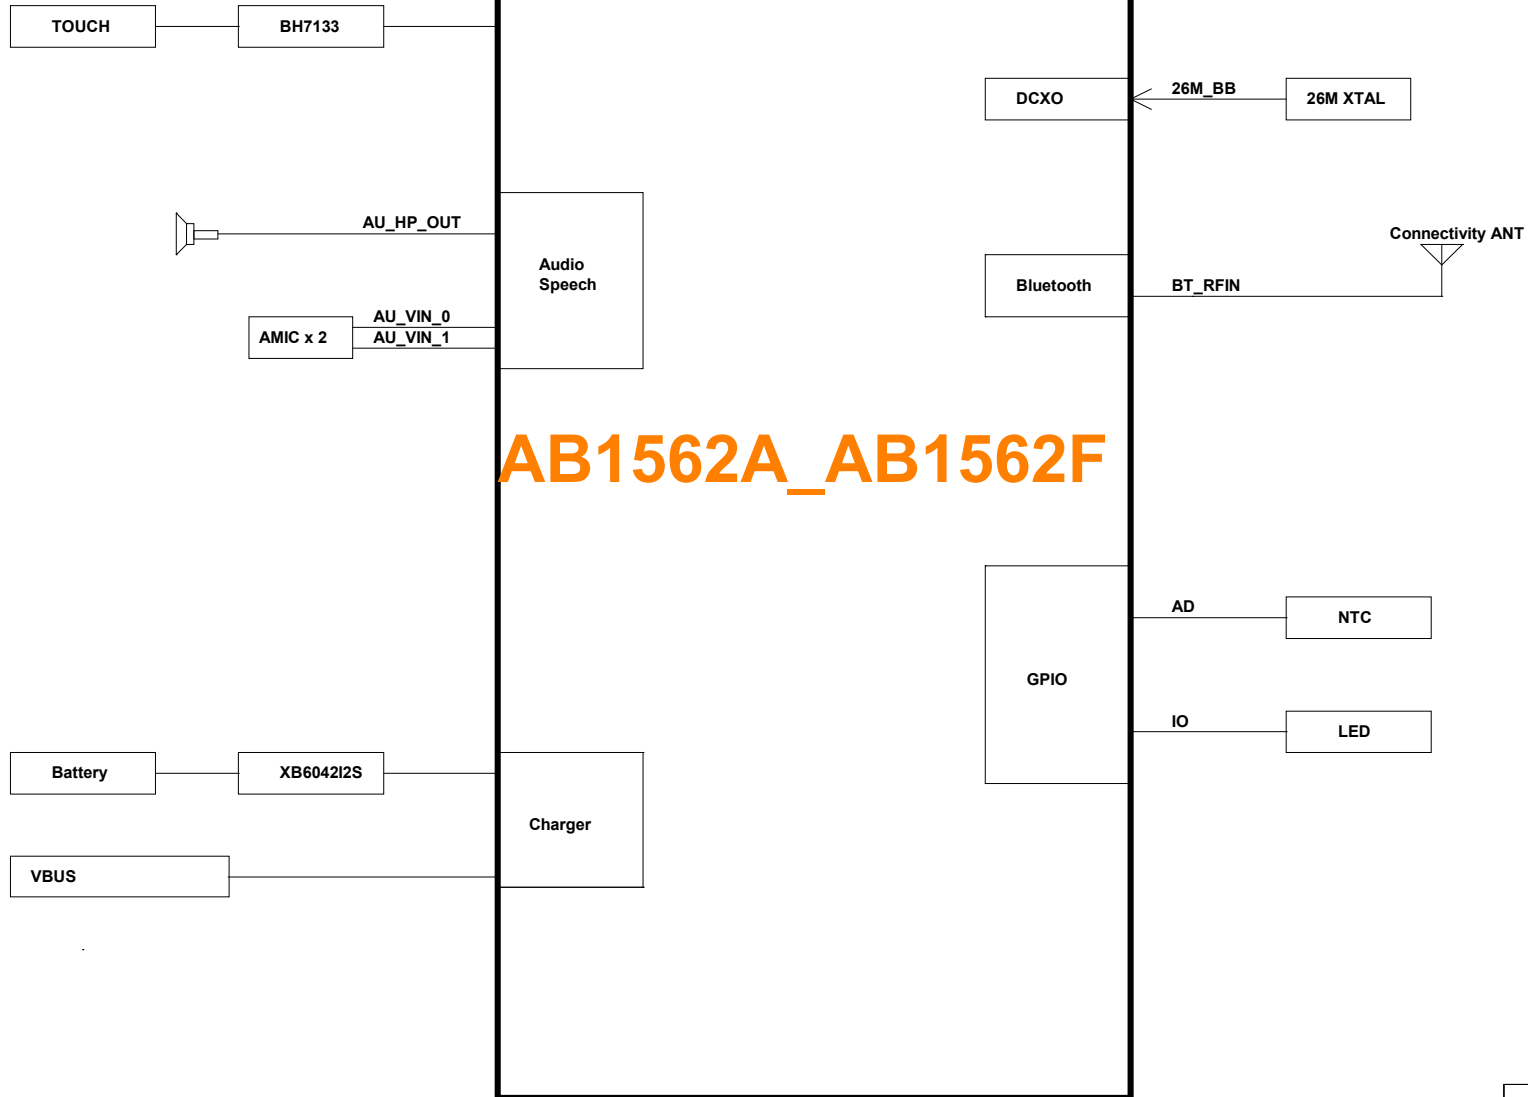 TOUCH
BH7133
DCXO
26M_BB
26M XTAL
AU_HP_OUT
Audio
Speech
Connectivity ANT
Bluetooth
BT_RFIN
AMIC x 2
AU_VIN_0
AU_VIN_1
AB1562A_AB1562F
AD
NTC
GPIO
IO
LED
Battery
XB6042I2S
Charger
VBUS